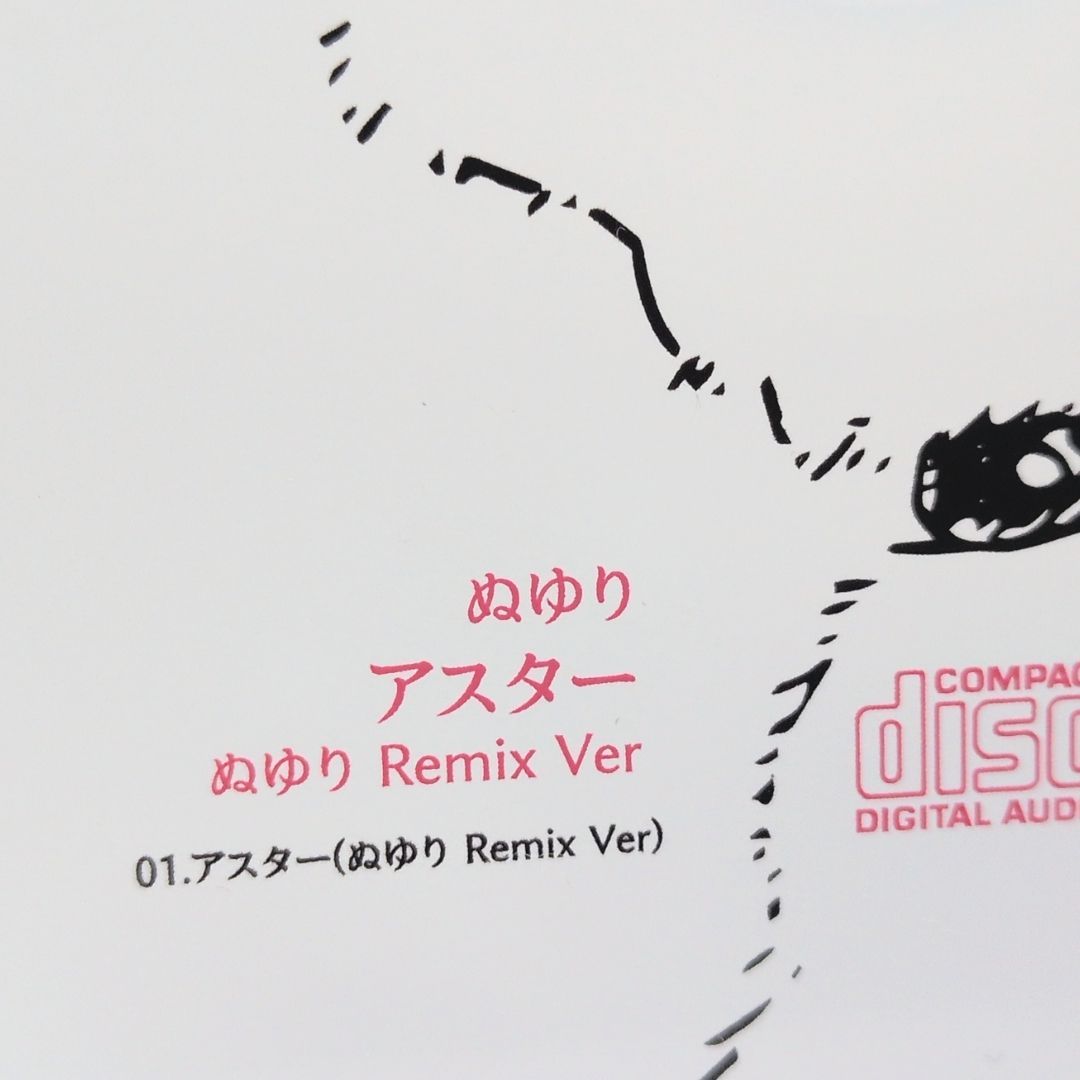 ぬゆり
アスター
ぬゆり Remix Ver
01.アスター(ぬゆり Remix Ver)
COMPAC
disc
DIGITAL AUD